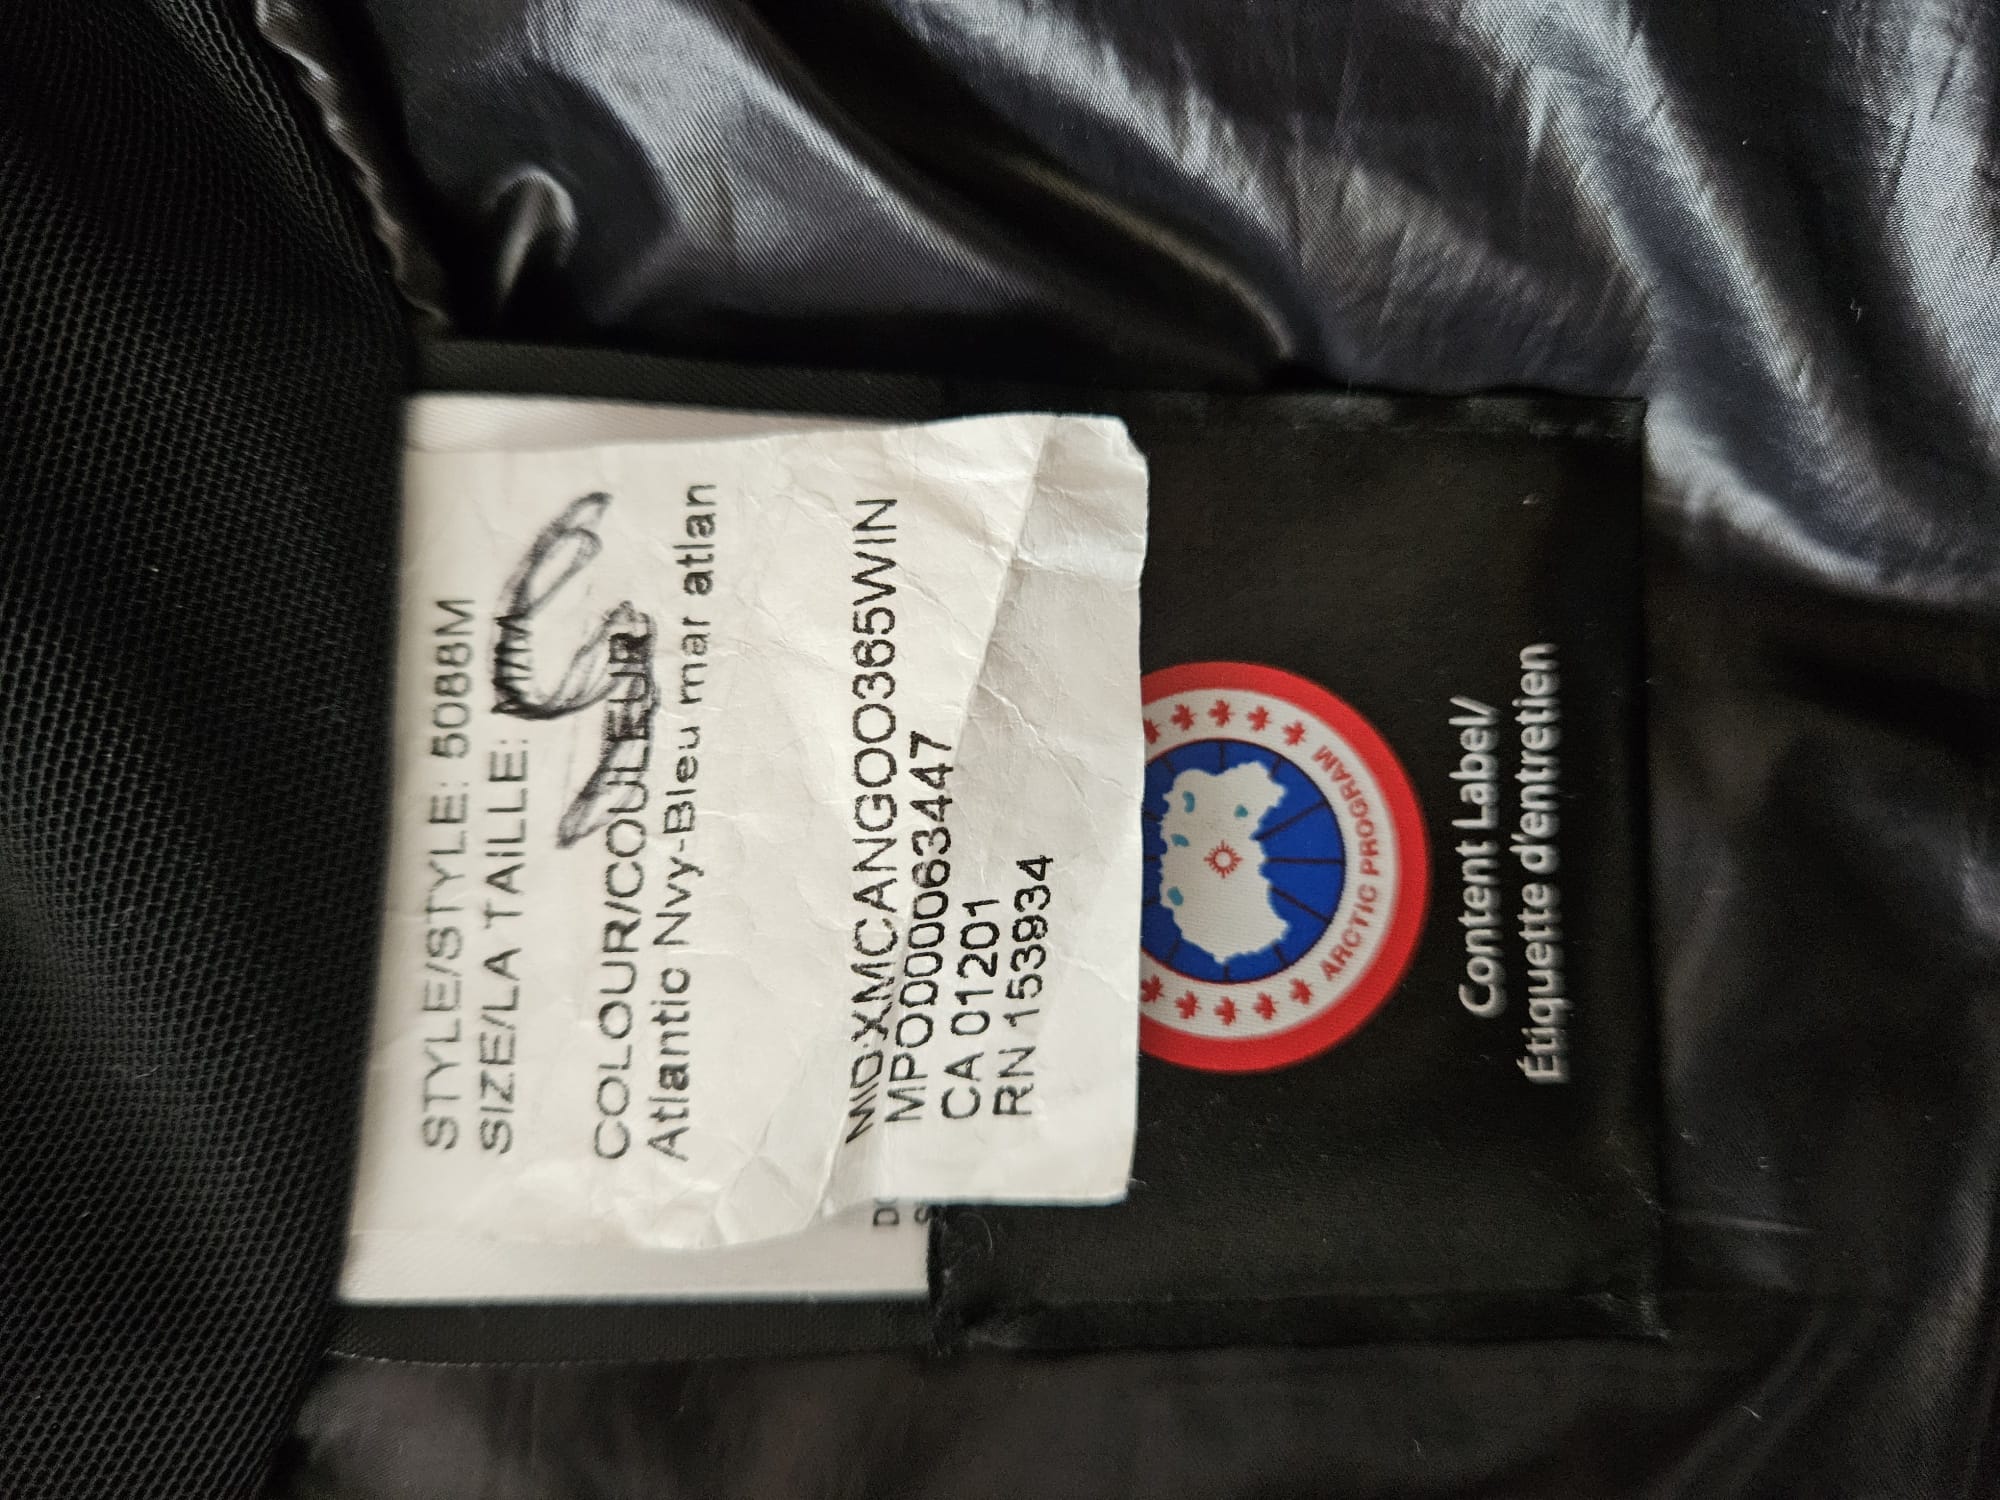 STYLE/STYLE: 5088M
SIZE/LA TAILLE:
COLOUR/COULEUR
Atlantic Nvy-Bleu mar atlan
MID:XMCANGOO365WIN
MPO0000634447
CA 01201
RN 153934
ARCTIC PROGRAM
Content Label/
Étiquette d'entretien